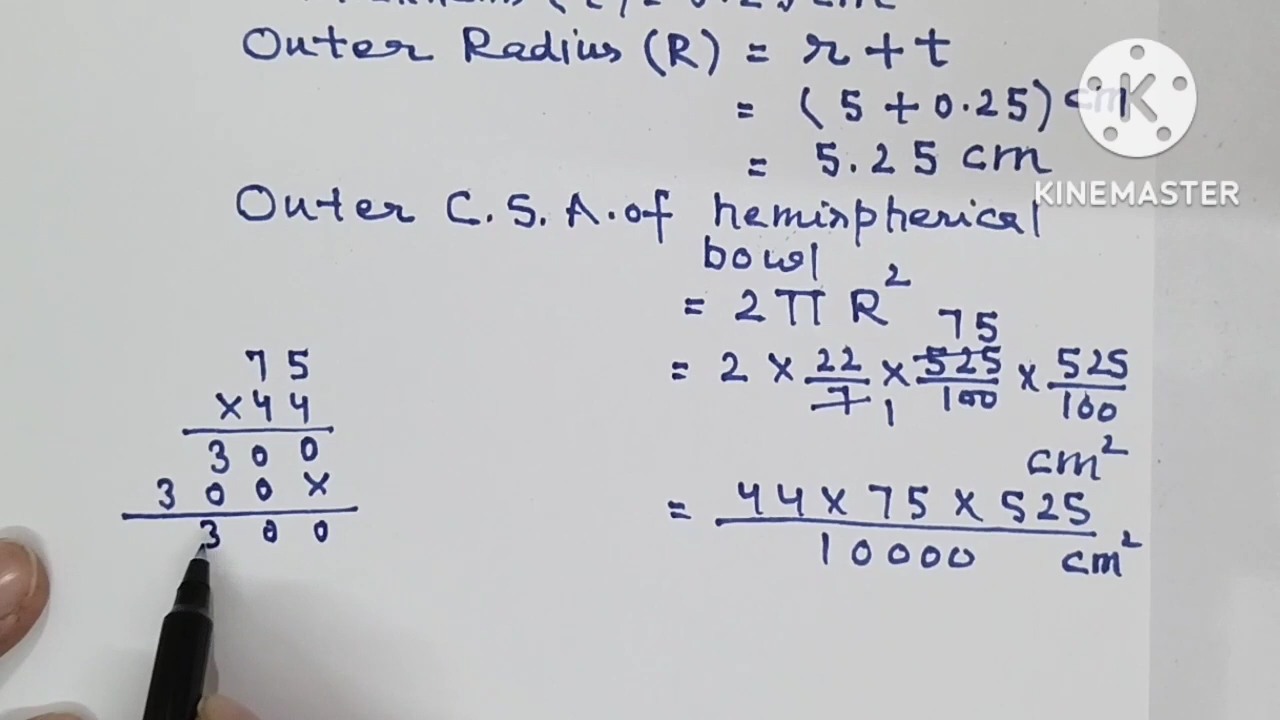 Outer Radius (R) = r + t
= (5 + 0.25) cm
= 5.25 cm
K
KINEMASTER
Outer C.S.A. of hemispherical
bowl
= 2 π R²
75
= 2 × 22/7 × 525/100 × 525/100
1
cm²
= 44 × 75 × 525 / 10000 cm²
75
×44
300
300×
300